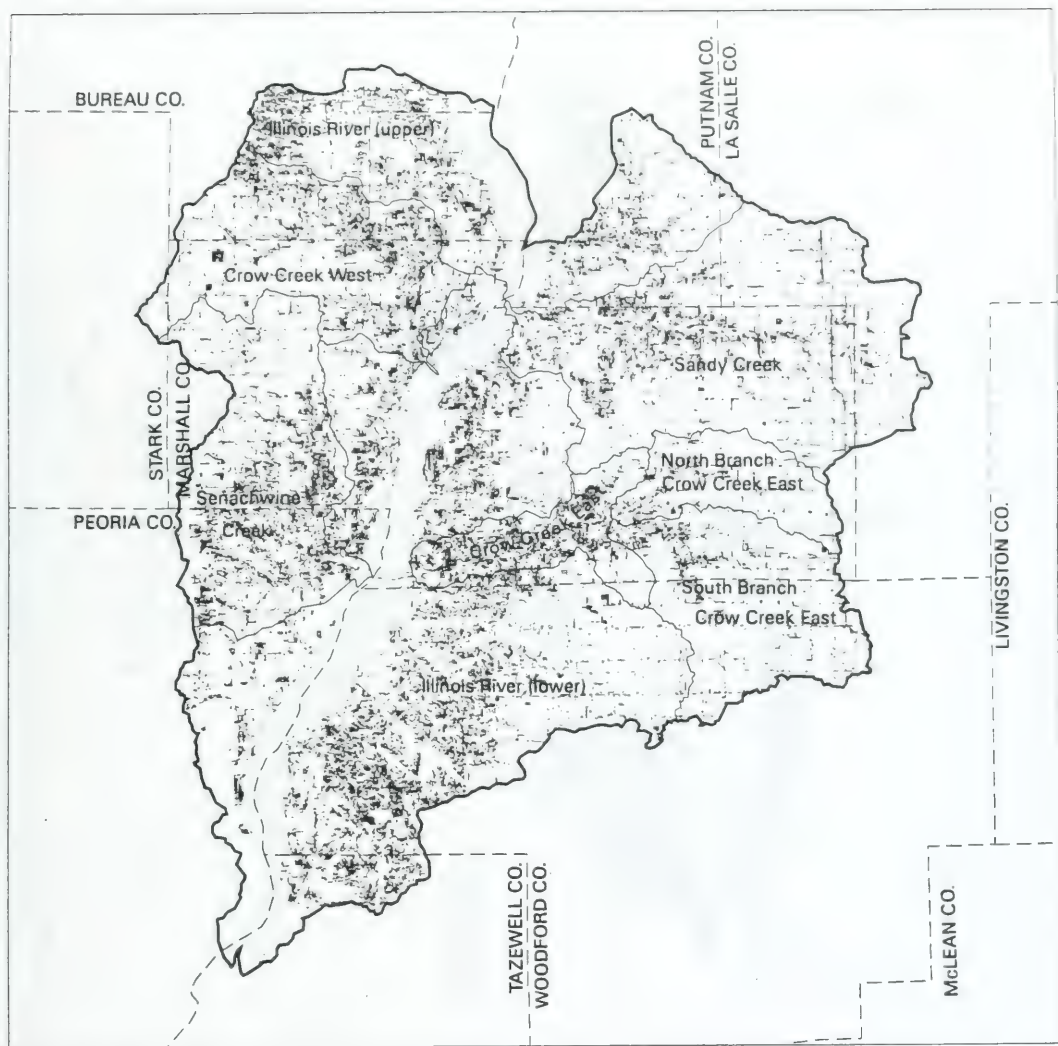 BUREAU CO.
PUTNAM CO.
LA SALLE CO.
Illinois River (upper)
Crow Creek West
STARK CO.
MARSHALL CO.
Sandy Creek
North Branch
Crow Creek East
Senachwine
Creek
PEORIA CO.
Crow Creek East
LIVINGSTON CO.
South Branch
Crow Creek East
Illinois River (lower)
TAZEWELL CO.
WOODFORD CO.
McLEAN CO.